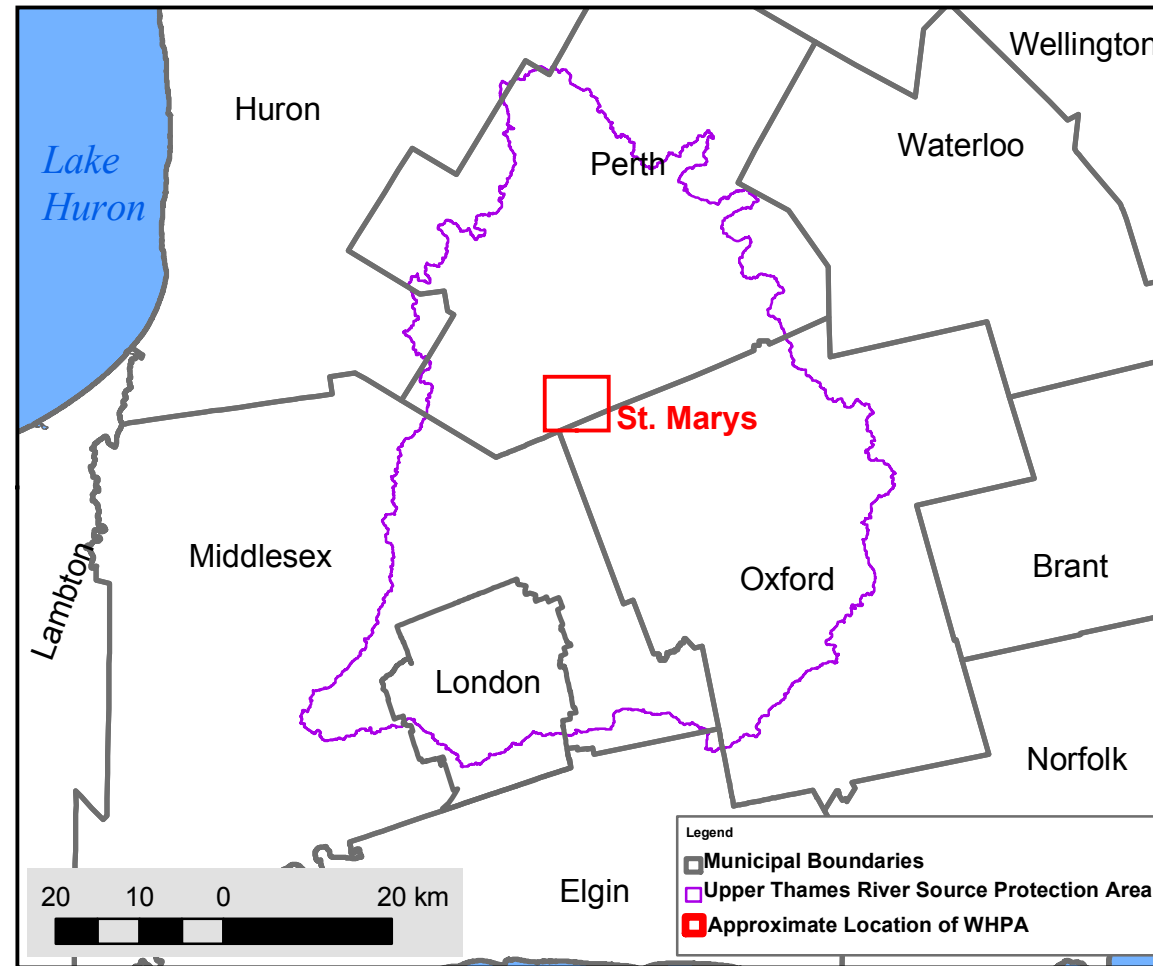 Wellington
Huron
Waterloo
Lake
Huron
Perth
St. Marys
Middlesex
Lambton
Oxford
Brant
London
Norfolk
Elgin
20 10 0 20 km
Legend
Municipal Boundaries
Upper Thames River Source Protection Area
Approximate Location of WHPA